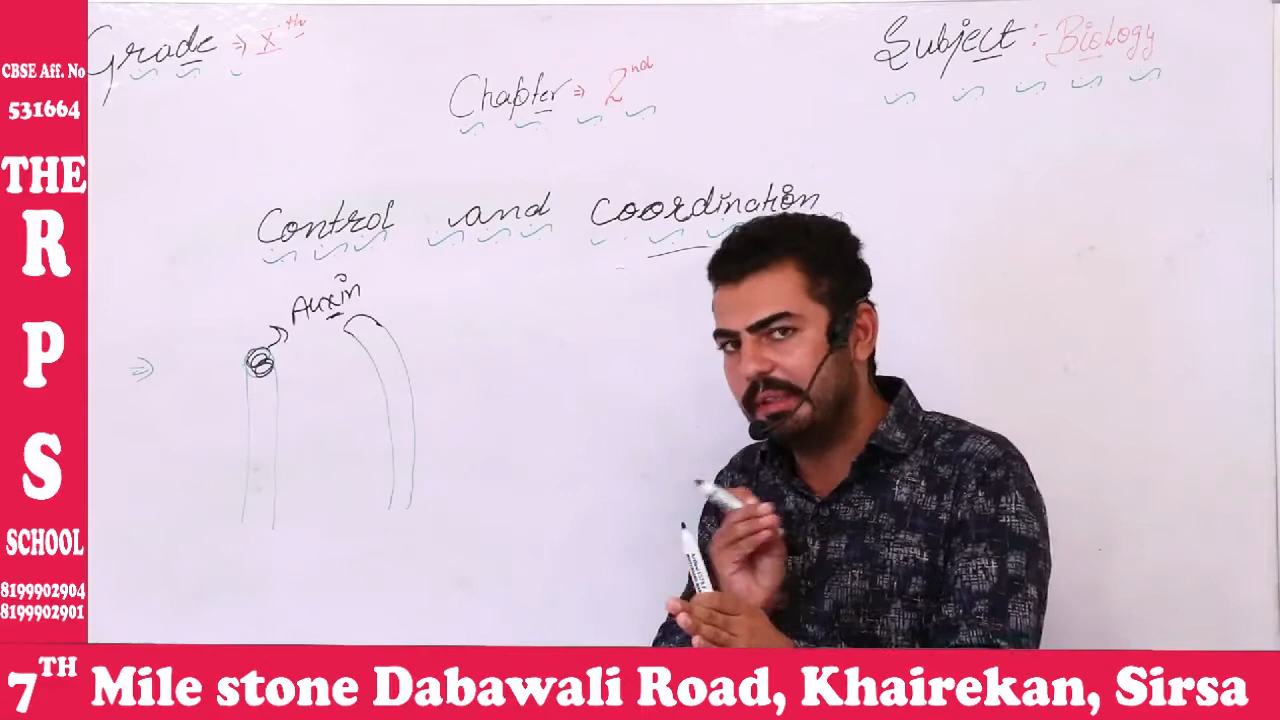 CBSE Aff. No
531664
THE
R
P
S
SCHOOL
8199902904
8199902901
Grade ⇒ Xth
Subject :- Biology
Chapter ⇒ 2nd
Control and coordination
Auxin
7TH Mile stone Dabawali Road, Khairekan, Sirsa